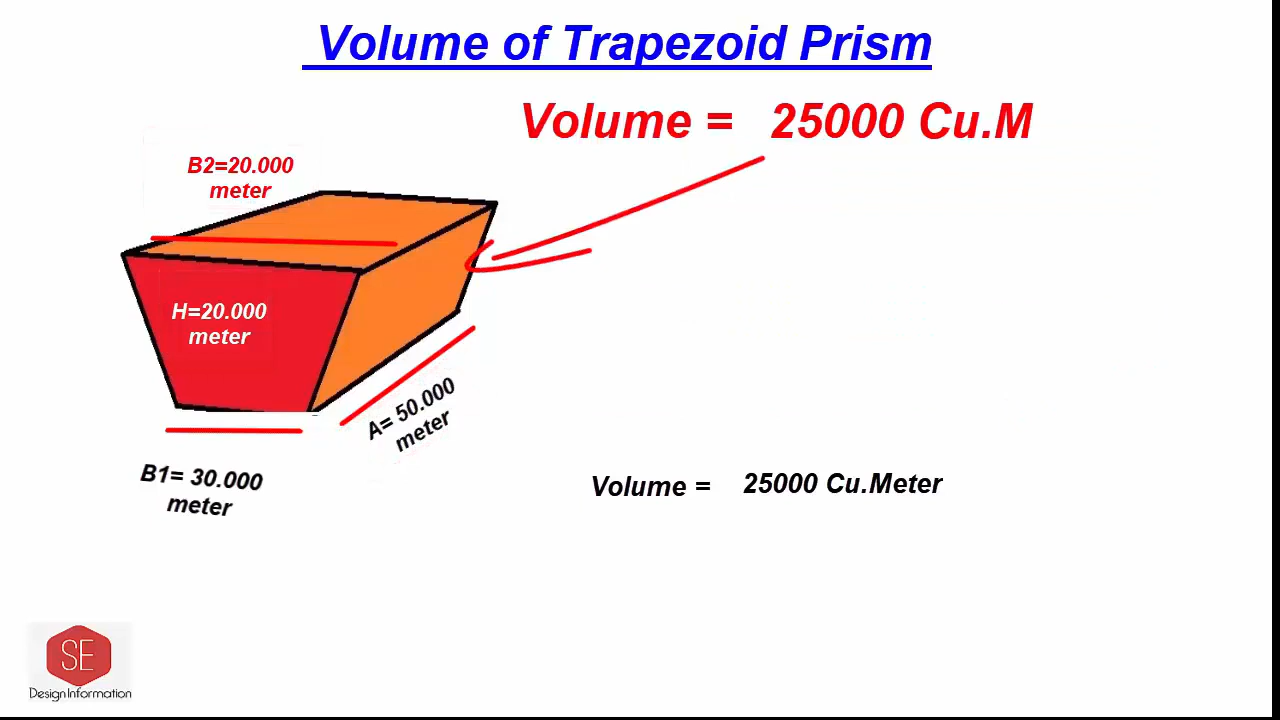 Volume of Trapezoid Prism
Volume = 25000 Cu.M
B2=20.000
meter
H=20.000
meter
A= 50.000
meter
B1= 30.000
meter
Volume = 25000 Cu.Meter
SE
Design Information